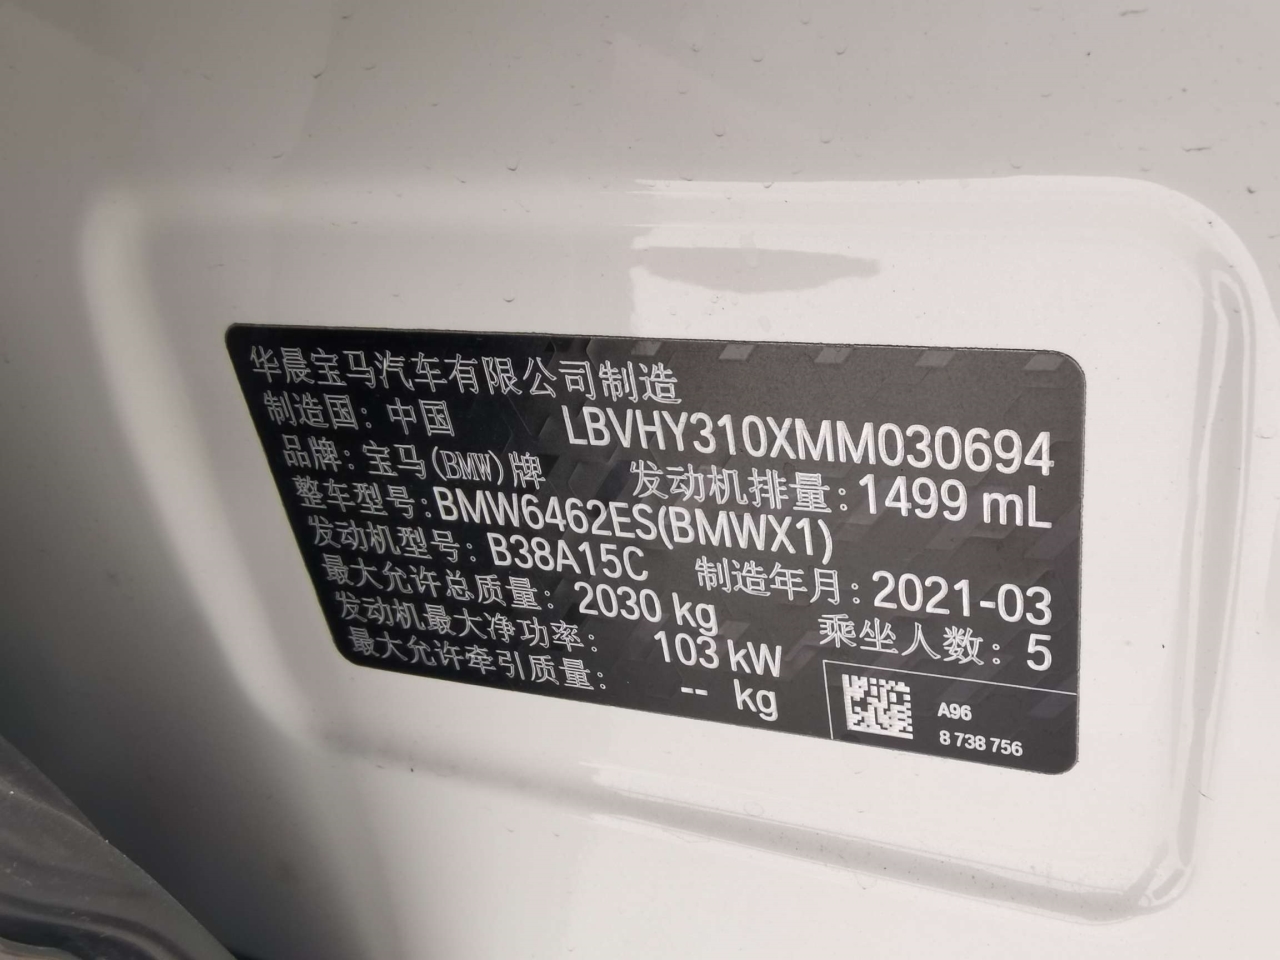 华晨宝马汽车有限公司制造
制造国：中国 LBVHY310XMM030694
品牌：宝马(BMW)牌 发动机排量：1499 mL
整车型号：BMW6462ES(BMWX1)
发动机型号：B38A15C 制造年月：2021-03
最大允许总质量：2030 kg 乘坐人数：5
发动机最大净功率：103 kW
最大允许牵引质量：-- kg
A96
8 738 756